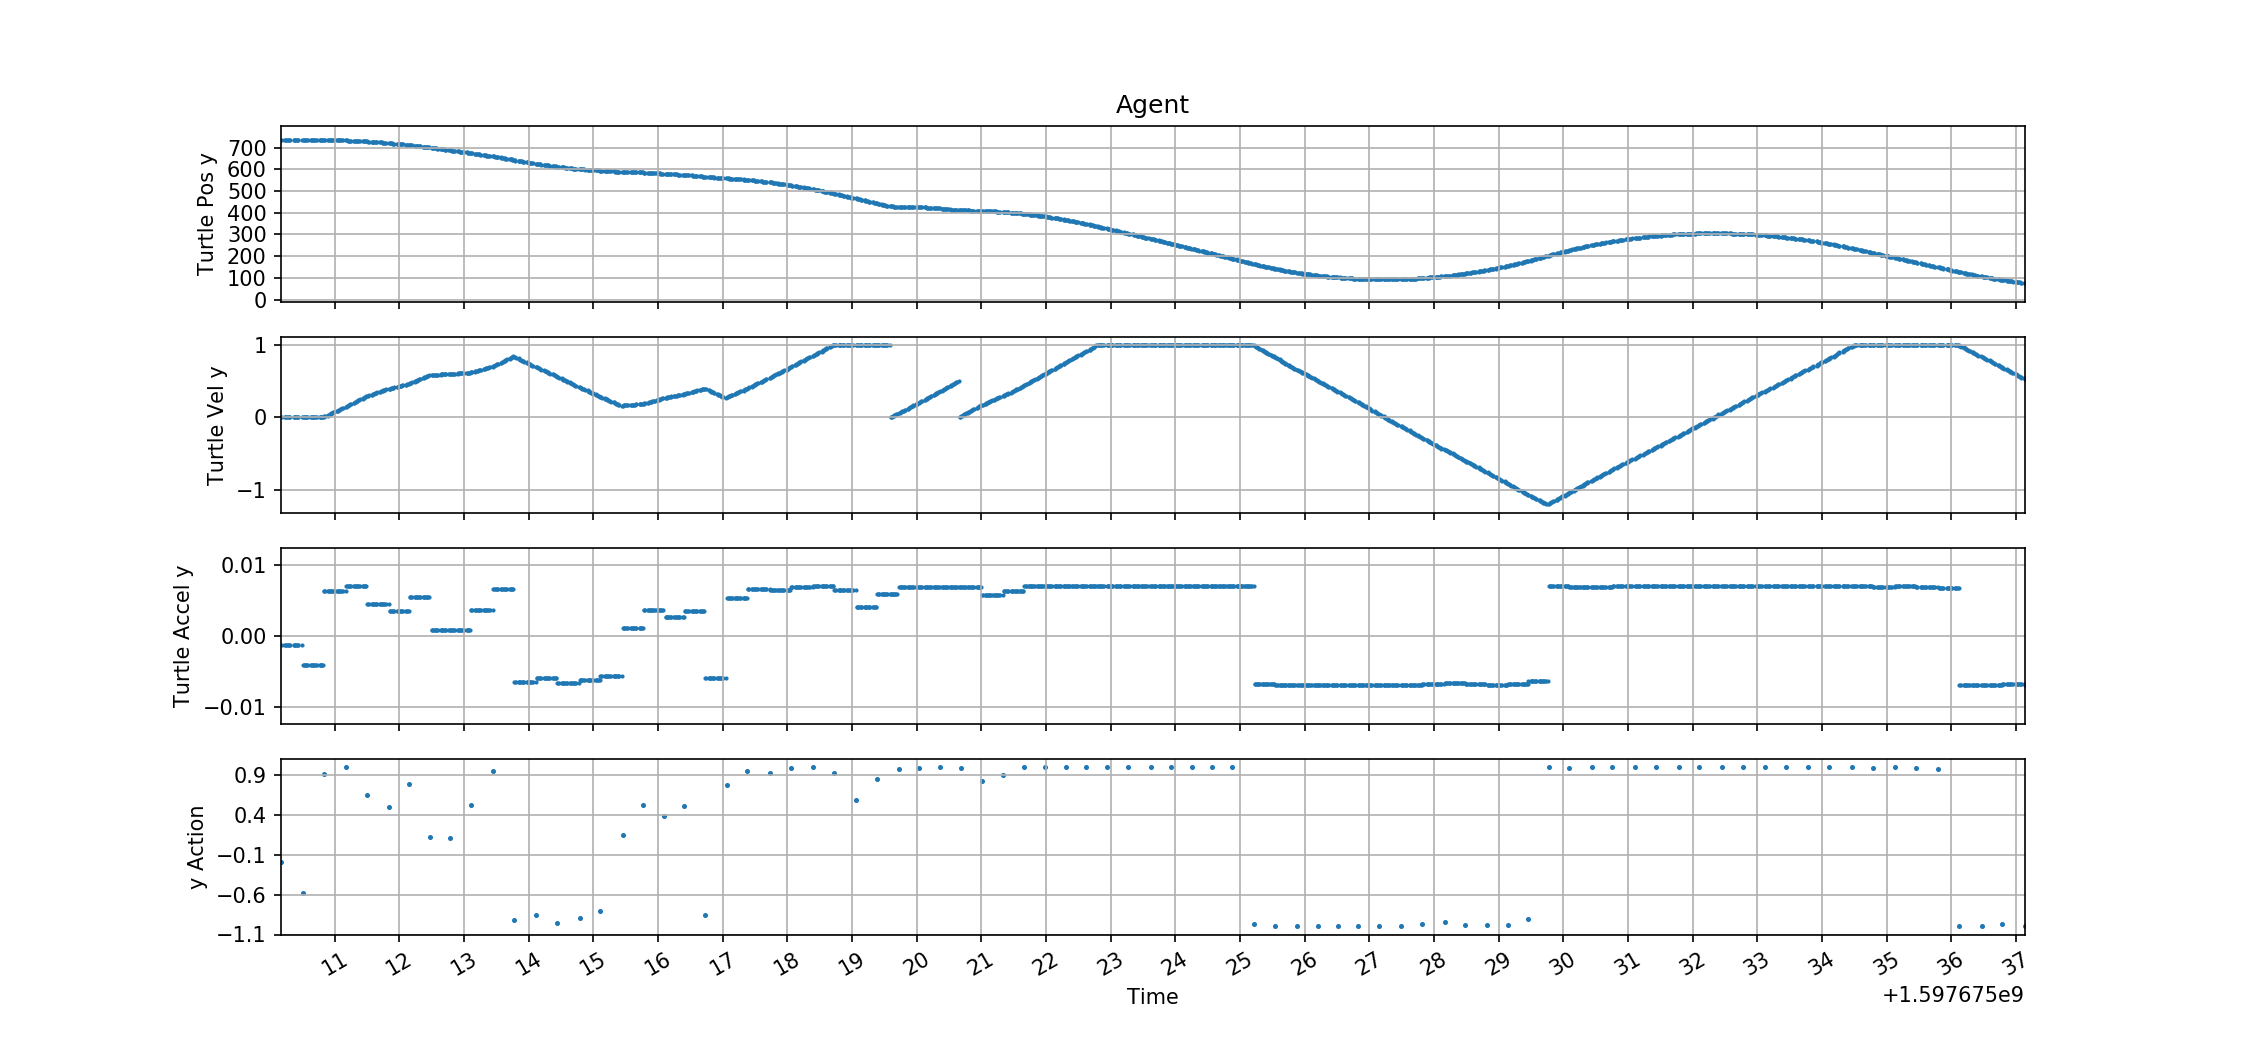 Agent
Turtle Pos y
700
600
500
400
300
200
100
0
Turtle Vel y
1
0
−1
Turtle Accel y
0.01
0.00
−0.01
y Action
0.9
0.4
−0.1
−0.6
−1.1
11 12 13 14 15 16 17 18 19 20 21 22 23 24 25 26 27 28 29 30 31 32 33 34 35 36 37
Time
+1.597675e9